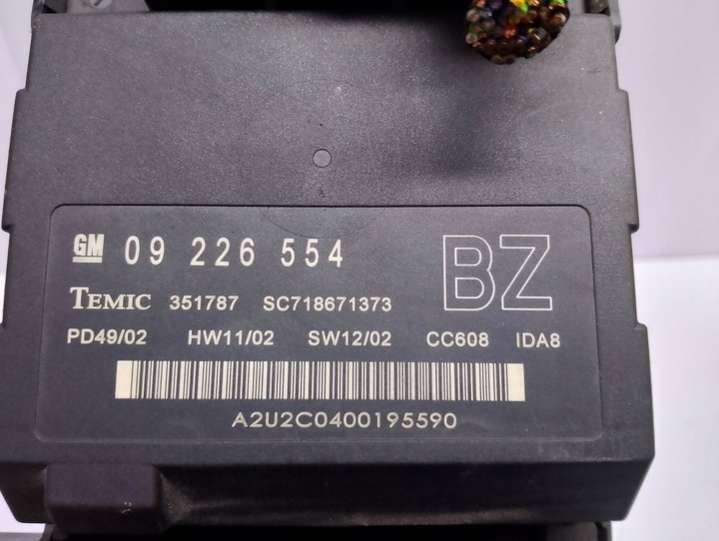 GM 09 226 554 BZ
TEMIC 351787 SC718671373
PD49/02 HW11/02 SW12/02 CC608 IDA8
A2U2C0400195590